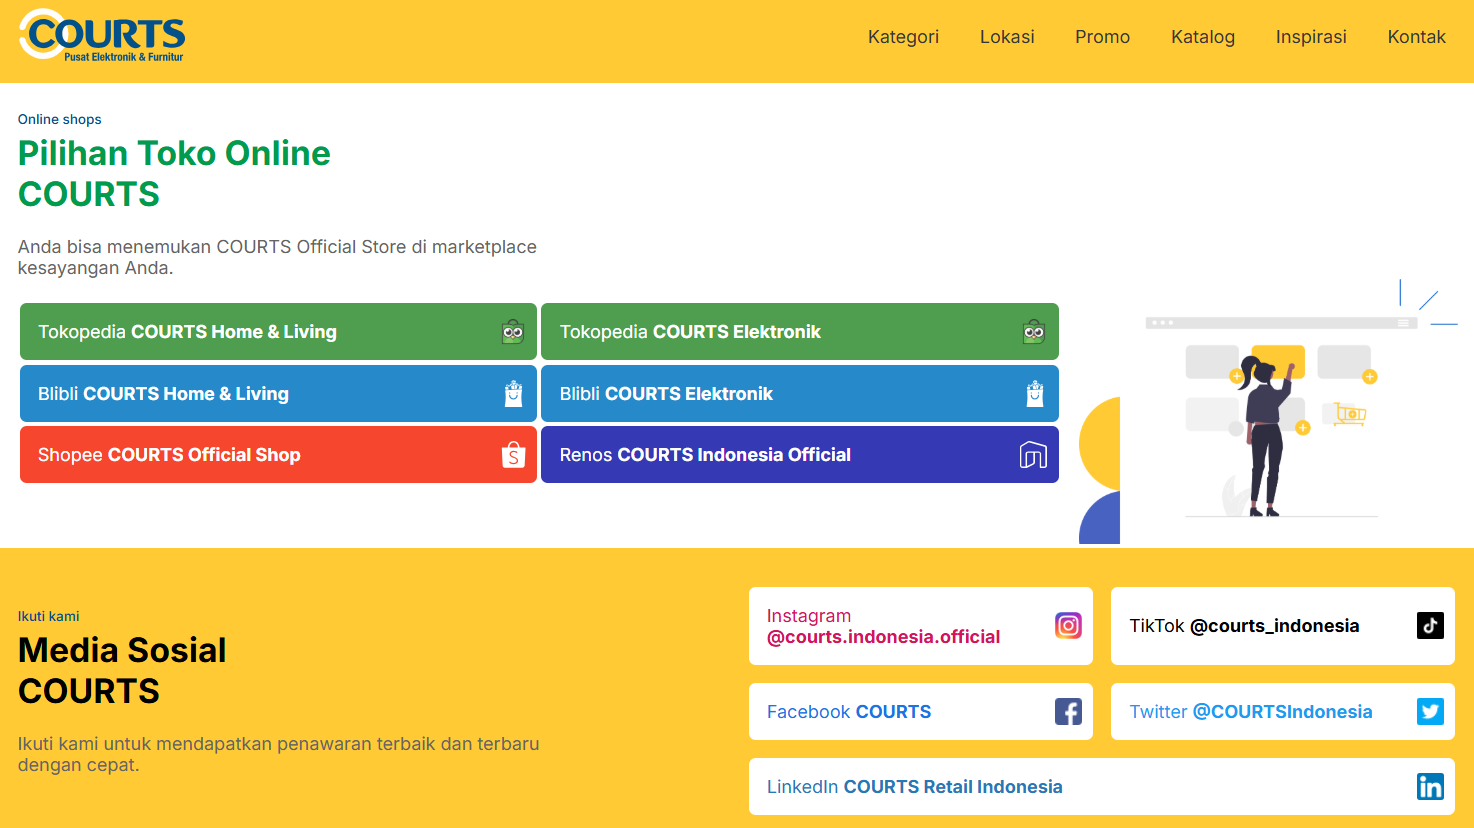 COURTS
Pusat Elektronik & Furnitur
Kategori
Lokasi
Promo
Katalog
Inspirasi
Kontak
Online shops
Pilihan Toko Online
COURTS
Anda bisa menemukan COURTS Official Store di marketplace
kesayangan Anda.
Tokopedia COURTS Home & Living
Tokopedia COURTS Elektronik
Blibli COURTS Home & Living
Blibli COURTS Elektronik
Shopee COURTS Official Shop
Renos COURTS Indonesia Official
Ikuti kami
Media Sosial
COURTS
Ikuti kami untuk mendapatkan penawaran terbaik dan terbaru
dengan cepat.
Instagram
@courts.indonesia.official
TikTok @courts_indonesia
Facebook COURTS
Twitter @COURTSIndonesia
LinkedIn COURTS Retail Indonesia